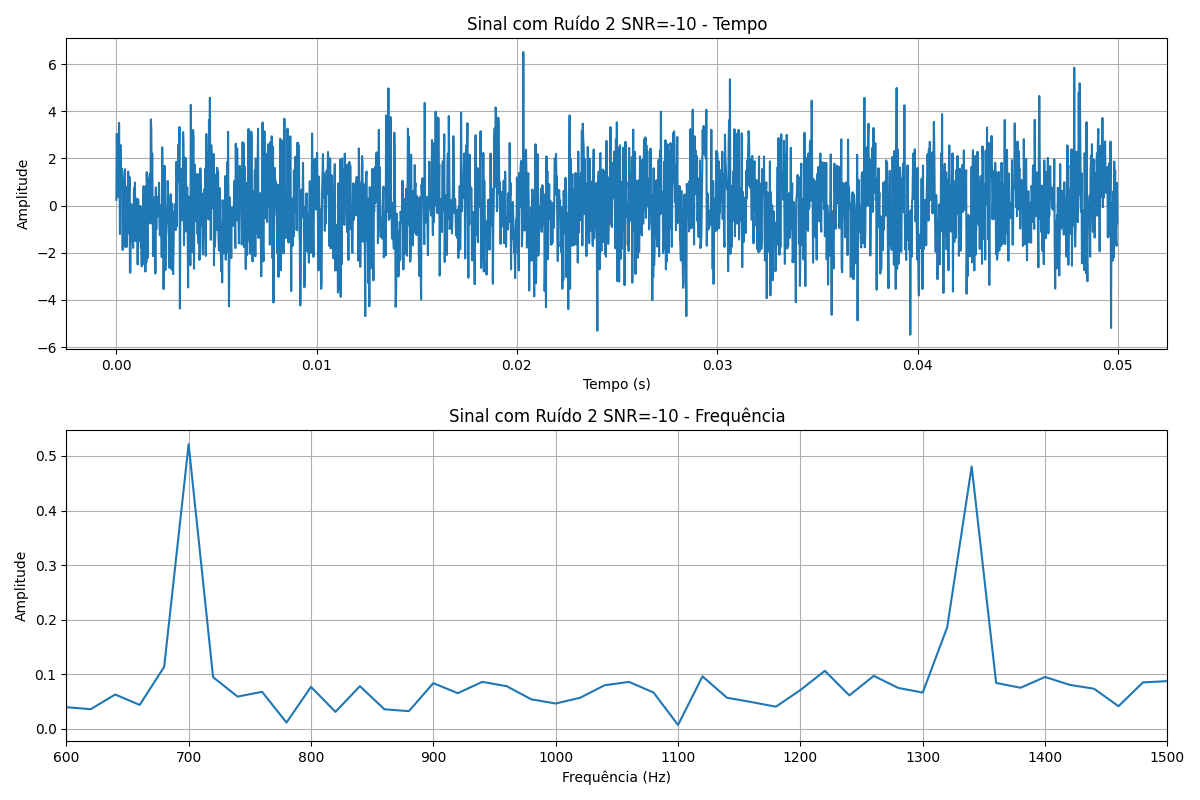 Sinal com Ruído 2 SNR=-10 - Tempo
Amplitude
6
4
2
0
−2
−4
−6
0.00 0.01 0.02 0.03 0.04 0.05
Tempo (s)
Sinal com Ruído 2 SNR=-10 - Frequência
Amplitude
0.5
0.4
0.3
0.2
0.1
0.0
600 700 800 900 1000 1100 1200 1300 1400 1500
Frequência (Hz)